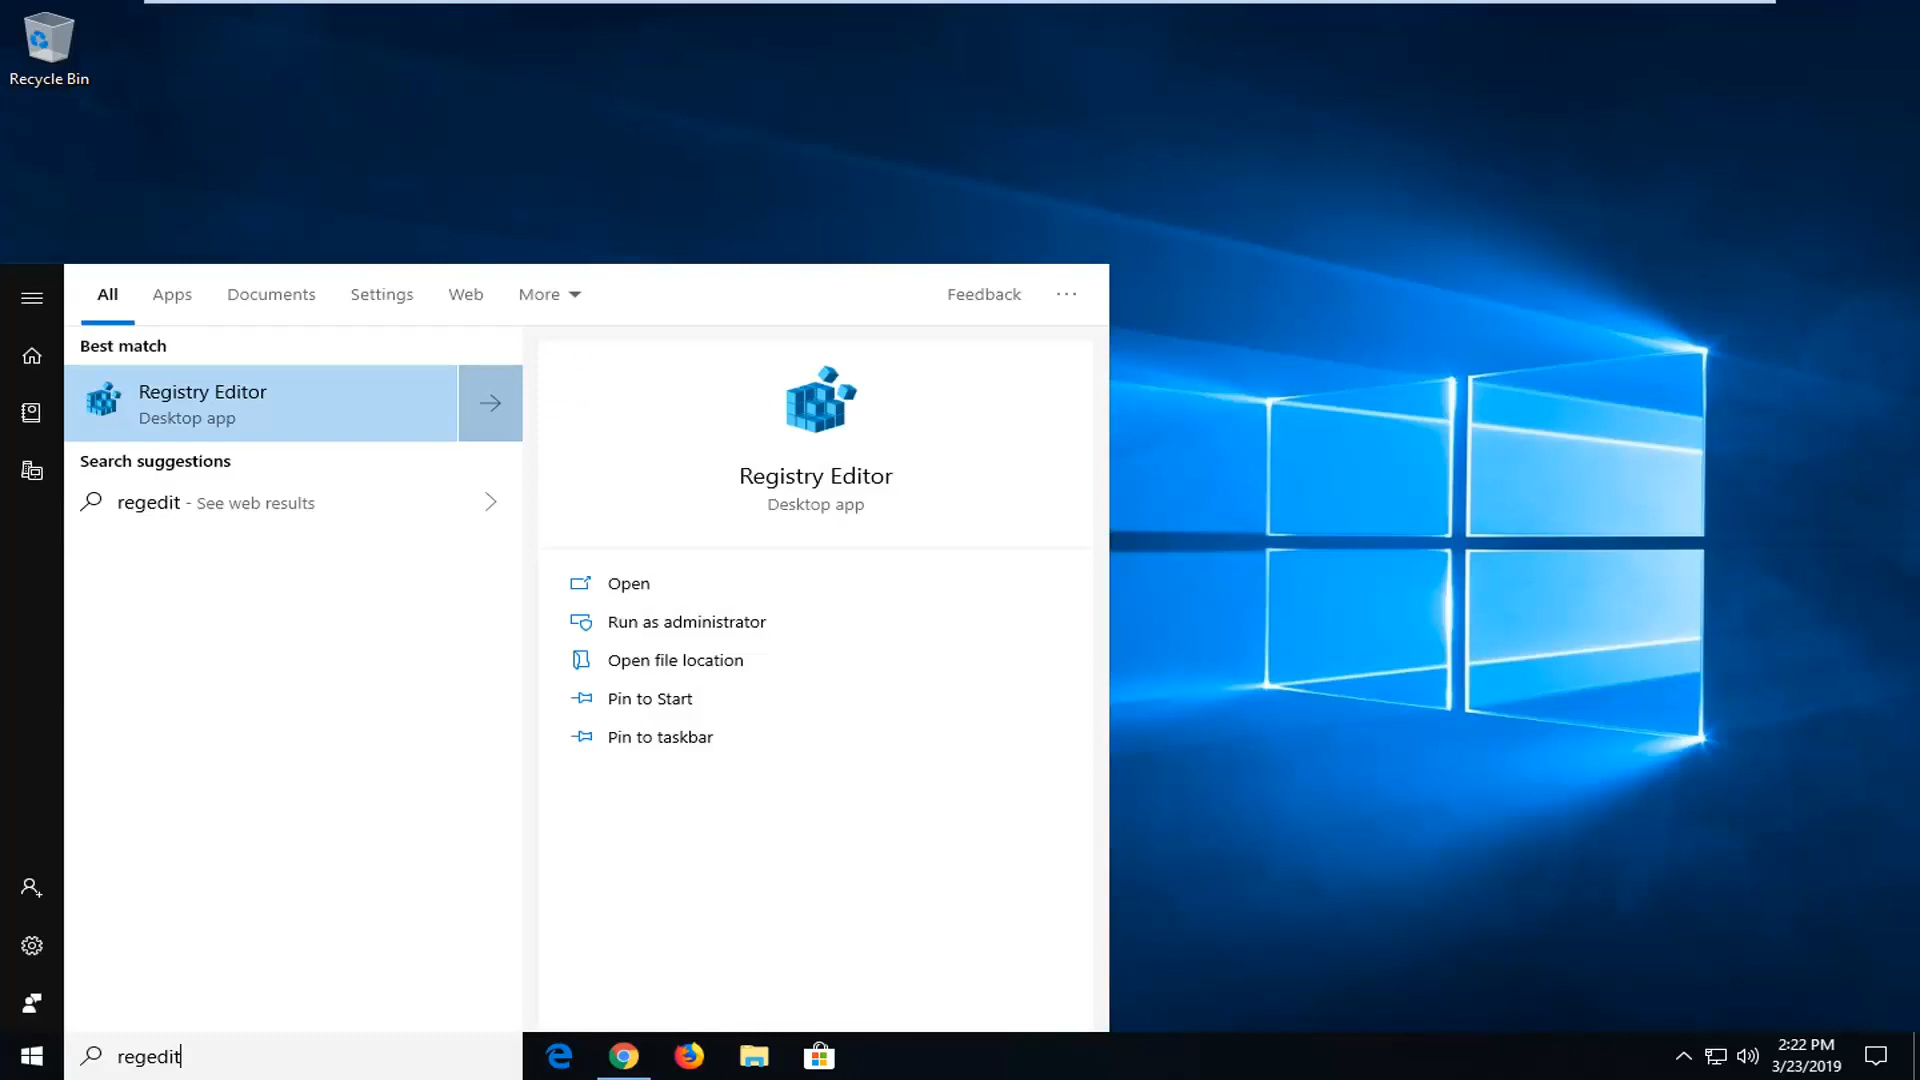 Recycle Bin
All Apps Documents Settings Web More Feedback ...
Best match
Registry Editor
Desktop app
Search suggestions
regedit - See web results
Registry Editor
Desktop app
Open
Run as administrator
Open file location
Pin to Start
Pin to taskbar
regedit
2:22 PM
3/23/2019